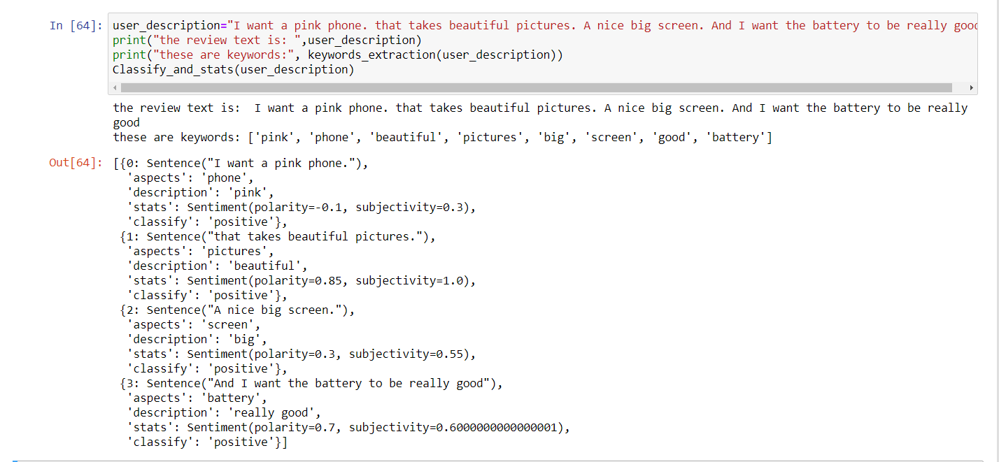 In [64]: user_description="I want a pink phone. that takes beautiful pictures. A nice big screen. And I want the battery to be really good
print("the review text is: ",user_description)
print("these are keywords:", keywords_extraction(user_description))
Classify_and_stats(user_description)
the review text is:  I want a pink phone. that takes beautiful pictures. A nice big screen. And I want the battery to be really
good
these are keywords: ['pink', 'phone', 'beautiful', 'pictures', 'big', 'screen', 'good', 'battery']
Out[64]: [{0: Sentence("I want a pink phone."),
'aspects': 'phone',
'description': 'pink',
'stats': Sentiment(polarity=-0.1, subjectivity=0.3),
'classify': 'positive'},
{1: Sentence("that takes beautiful pictures."),
'aspects': 'pictures',
'description': 'beautiful',
'stats': Sentiment(polarity=0.85, subjectivity=1.0),
'classify': 'positive'},
{2: Sentence("A nice big screen."),
'aspects': 'screen',
'description': 'big',
'stats': Sentiment(polarity=0.3, subjectivity=0.55),
'classify': 'positive'},
{3: Sentence("And I want the battery to be really good"),
'aspects': 'battery',
'description': 'really good',
'stats': Sentiment(polarity=0.7, subjectivity=0.6000000000000001),
'classify': 'positive'}]